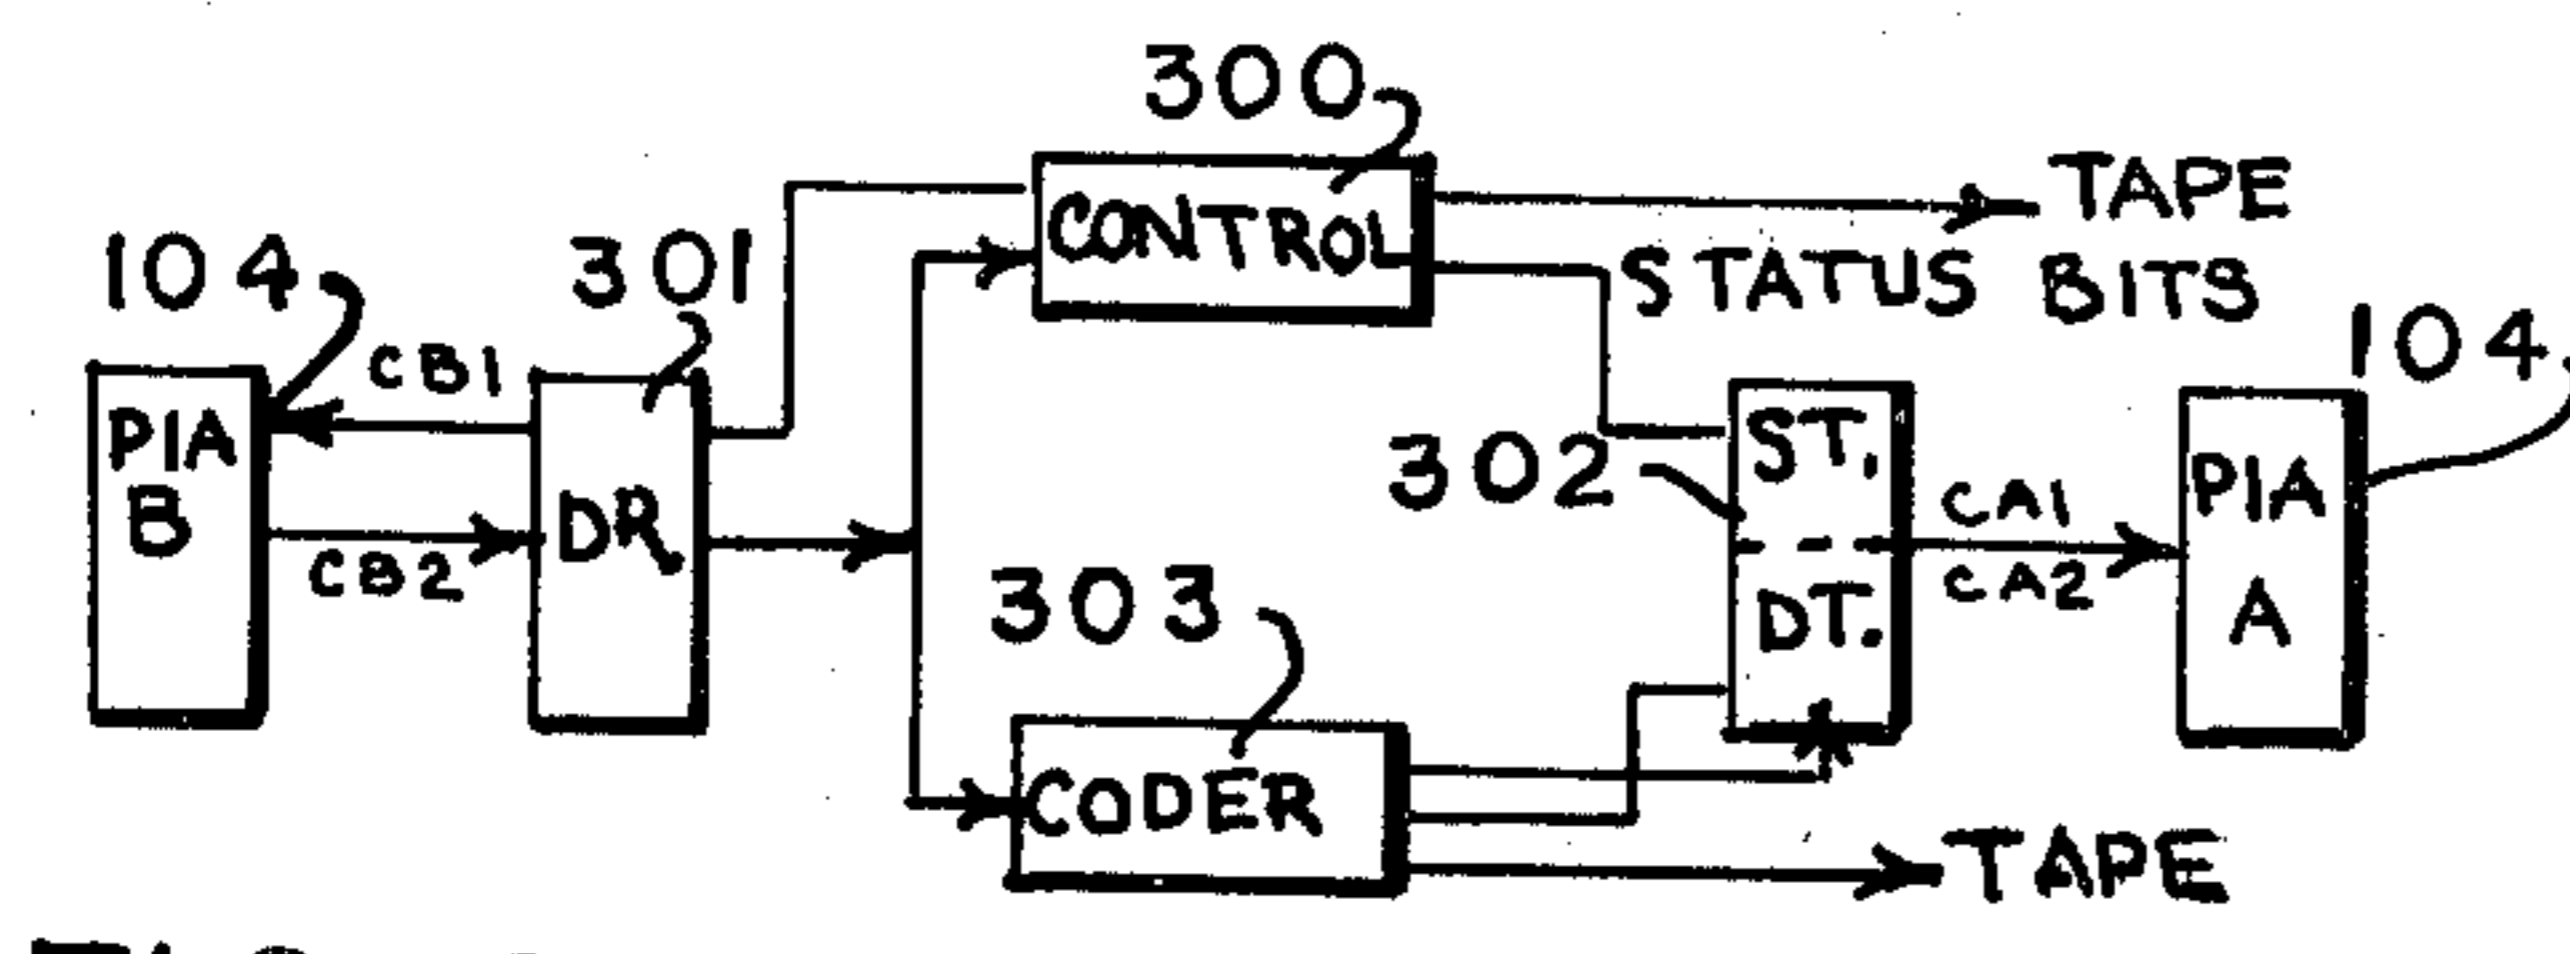 300
TAPE
CONTROL
104
301
STATUS BITS
CB1
104
PIA
B
ST.
302
DR.
CA1
PIA
CB2
303
DT.
CA2
A
CODER
TAPE